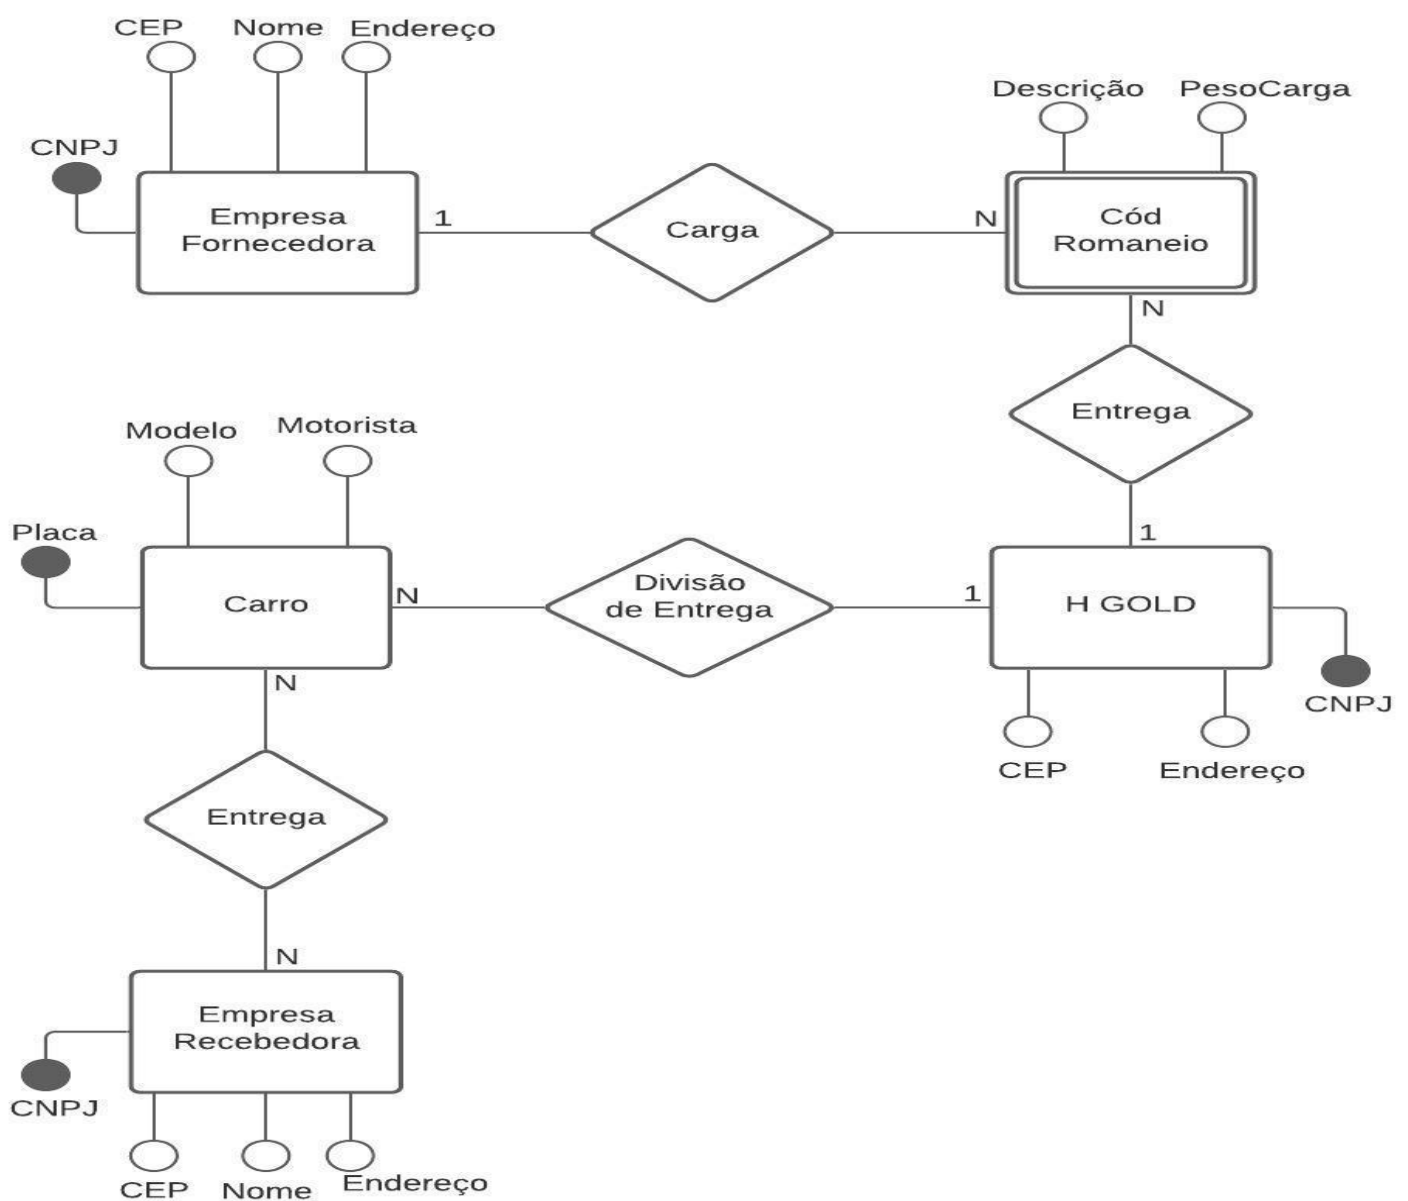 CEP Nome Endereço
Descrição PesoCarga
CNPJ
Empresa
Fornecedora
1
Carga
N
Cód
Romaneio
N
Entrega
1
Modelo Motorista
Placa
Carro
N
Divisão
de Entrega
1
H GOLD
N
CNPJ
CEP Endereço
Entrega
N
Empresa
Recebedora
CNPJ
CEP Nome Endereço